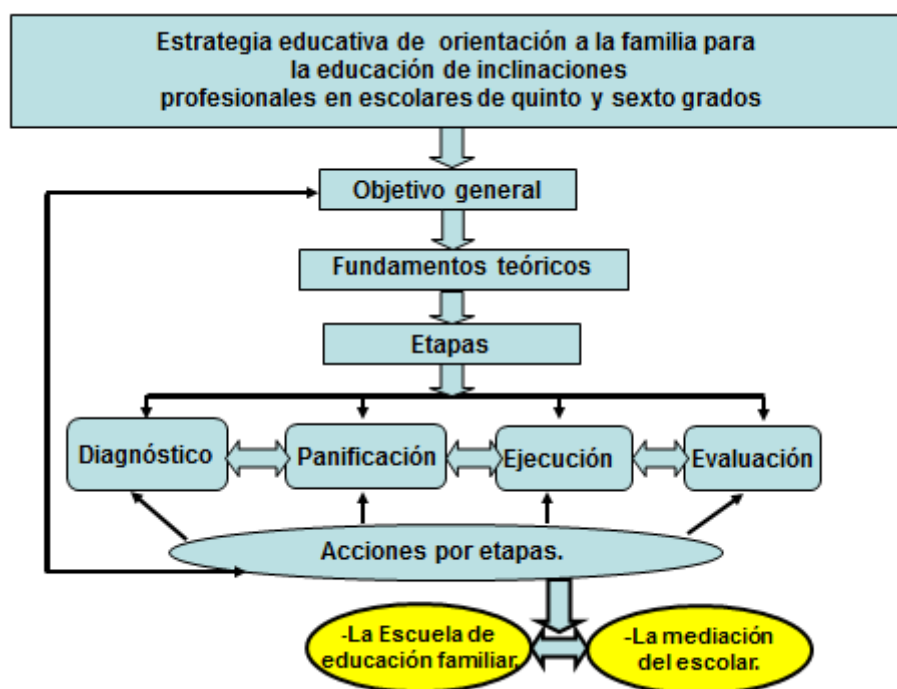 Estrategia educativa de orientación a la familia para
la educación de inclinaciones
profesionales en escolares de quinto y sexto grados
Objetivo general
Fundamentos teóricos
Etapas
Diagnóstico
Panificación
Ejecución
Evaluación
Acciones por etapas.
-La Escuela de
educación familiar.
-La mediación
del escolar.